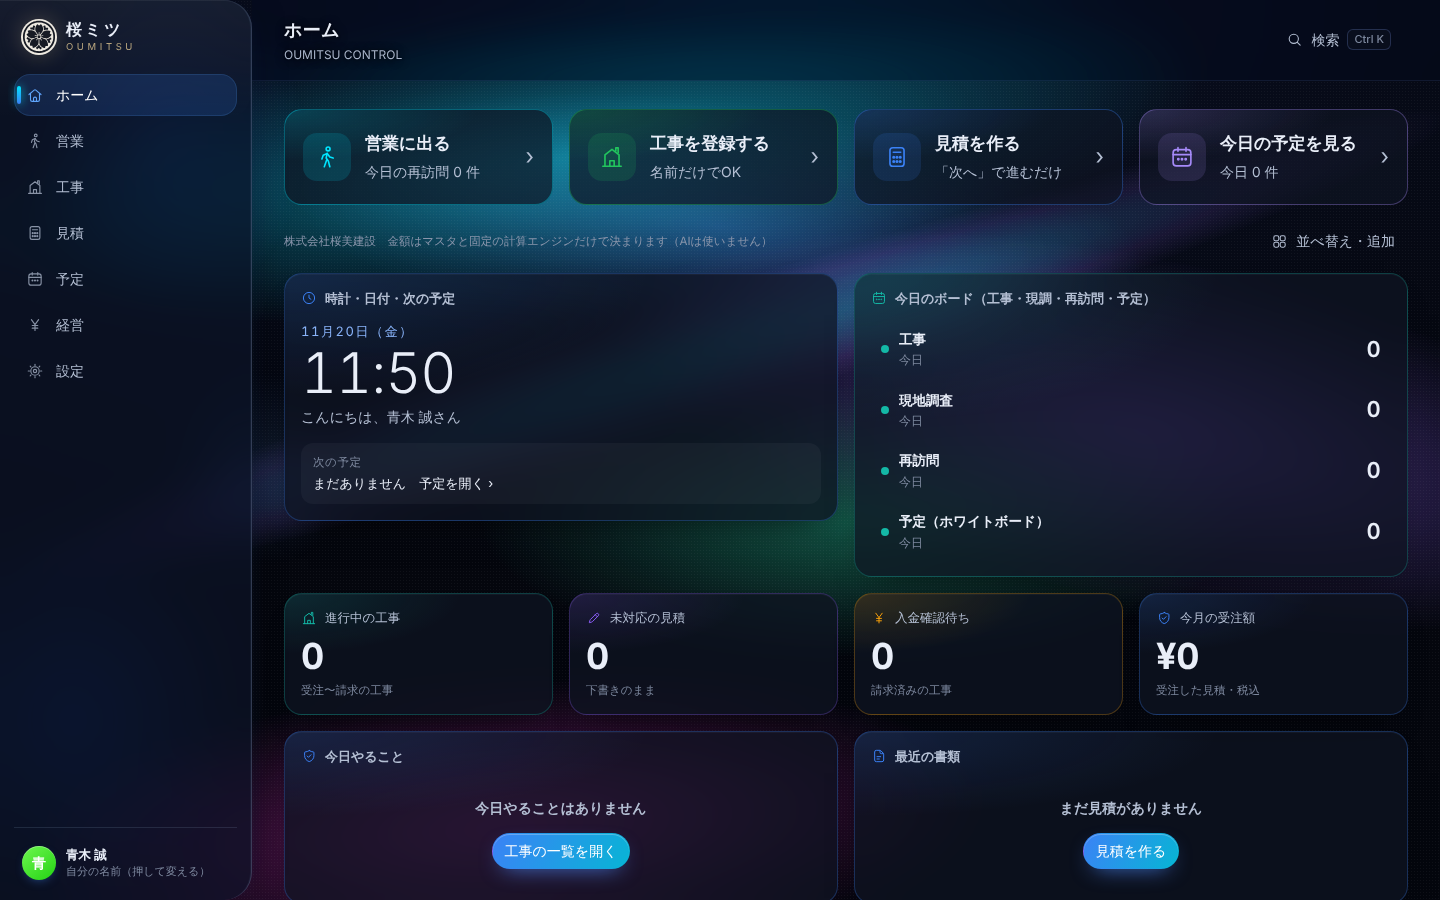 桜ミツ
OUMITSU
ホーム
営業
工事
見積
予定
経営
設定
青
青木 誠
自分の名前（押して変える）
ホーム
OUMITSU CONTROL
検索 Ctrl K
営業に出る
今日の再訪問 0 件
工事を登録する
名前だけでOK
見積を作る
「次へ」で進むだけ
今日の予定を見る
今日 0 件
株式会社桜美建設　金額はマスタと固定の計算エンジンだけで決まります（AIは使いません）
並べ替え・追加
時計・日付・次の予定
11月20日（金）
11:50
こんにちは、青木 誠さん
次の予定
まだありません　予定を開く ›
今日のボード（工事・現調・再訪問・予定）
工事
今日
0
現地調査
今日
0
再訪問
今日
0
予定（ホワイトボード）
今日
0
進行中の工事
0
受注〜請求の工事
未対応の見積
0
下書きのまま
入金確認待ち
0
請求済みの工事
今月の受注額
¥0
受注した見積・税込
今日やること
今日やることはありません
工事の一覧を開く
最近の書類
まだ見積がありません
見積を作る